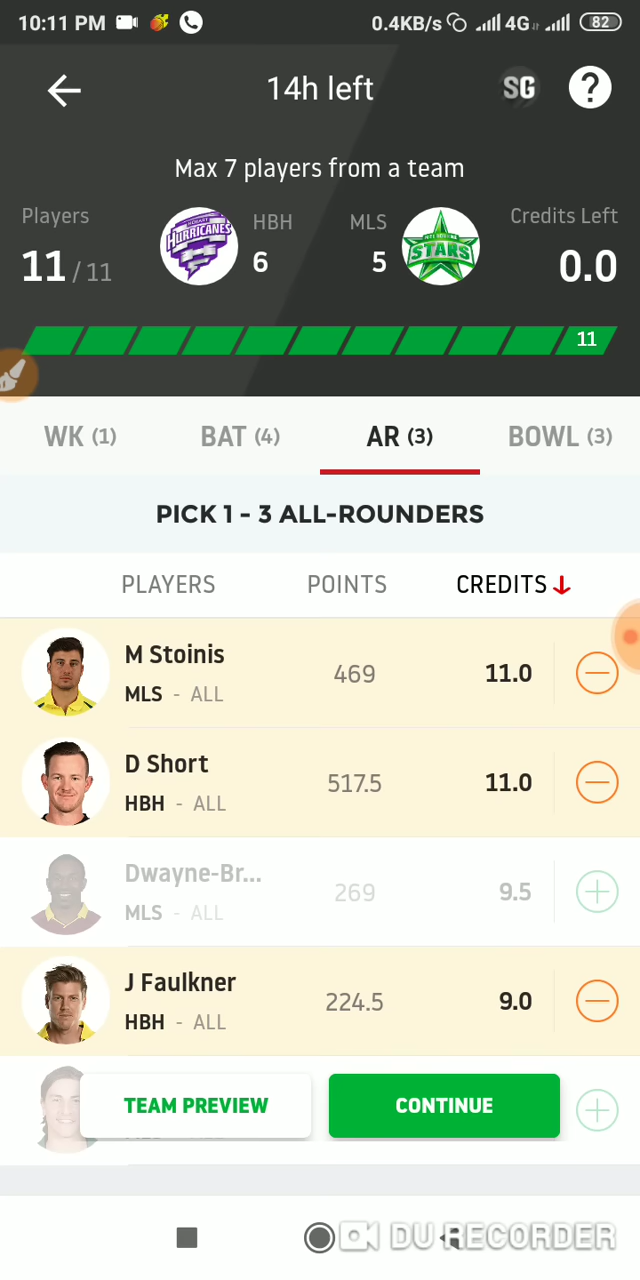 10:11 PM 0.4KB/s 4G 82
14h left SG ?
Max 7 players from a team
Players HBH MLS Credits Left
11 / 11 HURRICANES 6 5 STARS 0.0
11
WK (1) BAT (4) AR (3) BOWL (3)
PICK 1 - 3 ALL-ROUNDERS
PLAYERS POINTS CREDITS
M Stoinis 469 11.0
MLS - ALL
D Short 517.5 11.0
HBH - ALL
Dwayne-Br... 269 9.5
MLS - ALL
J Faulkner 224.5 9.0
HBH - ALL
TEAM PREVIEW CONTINUE
DU RECORDER